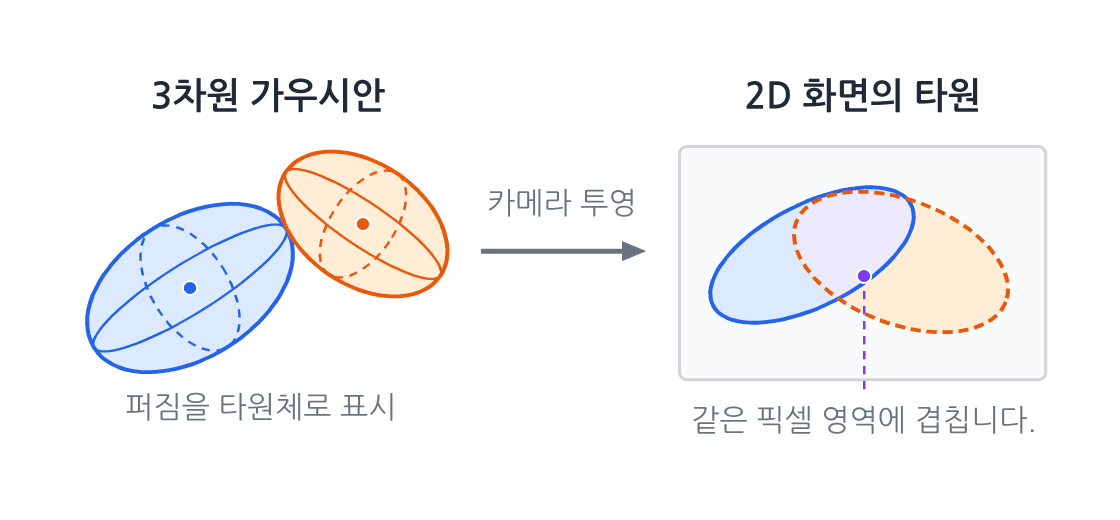 3차원 가우시안
2D 화면의 타원
카메라 투영
퍼짐을 타원체로 표시
같은 픽셀 영역에 겹칩니다.